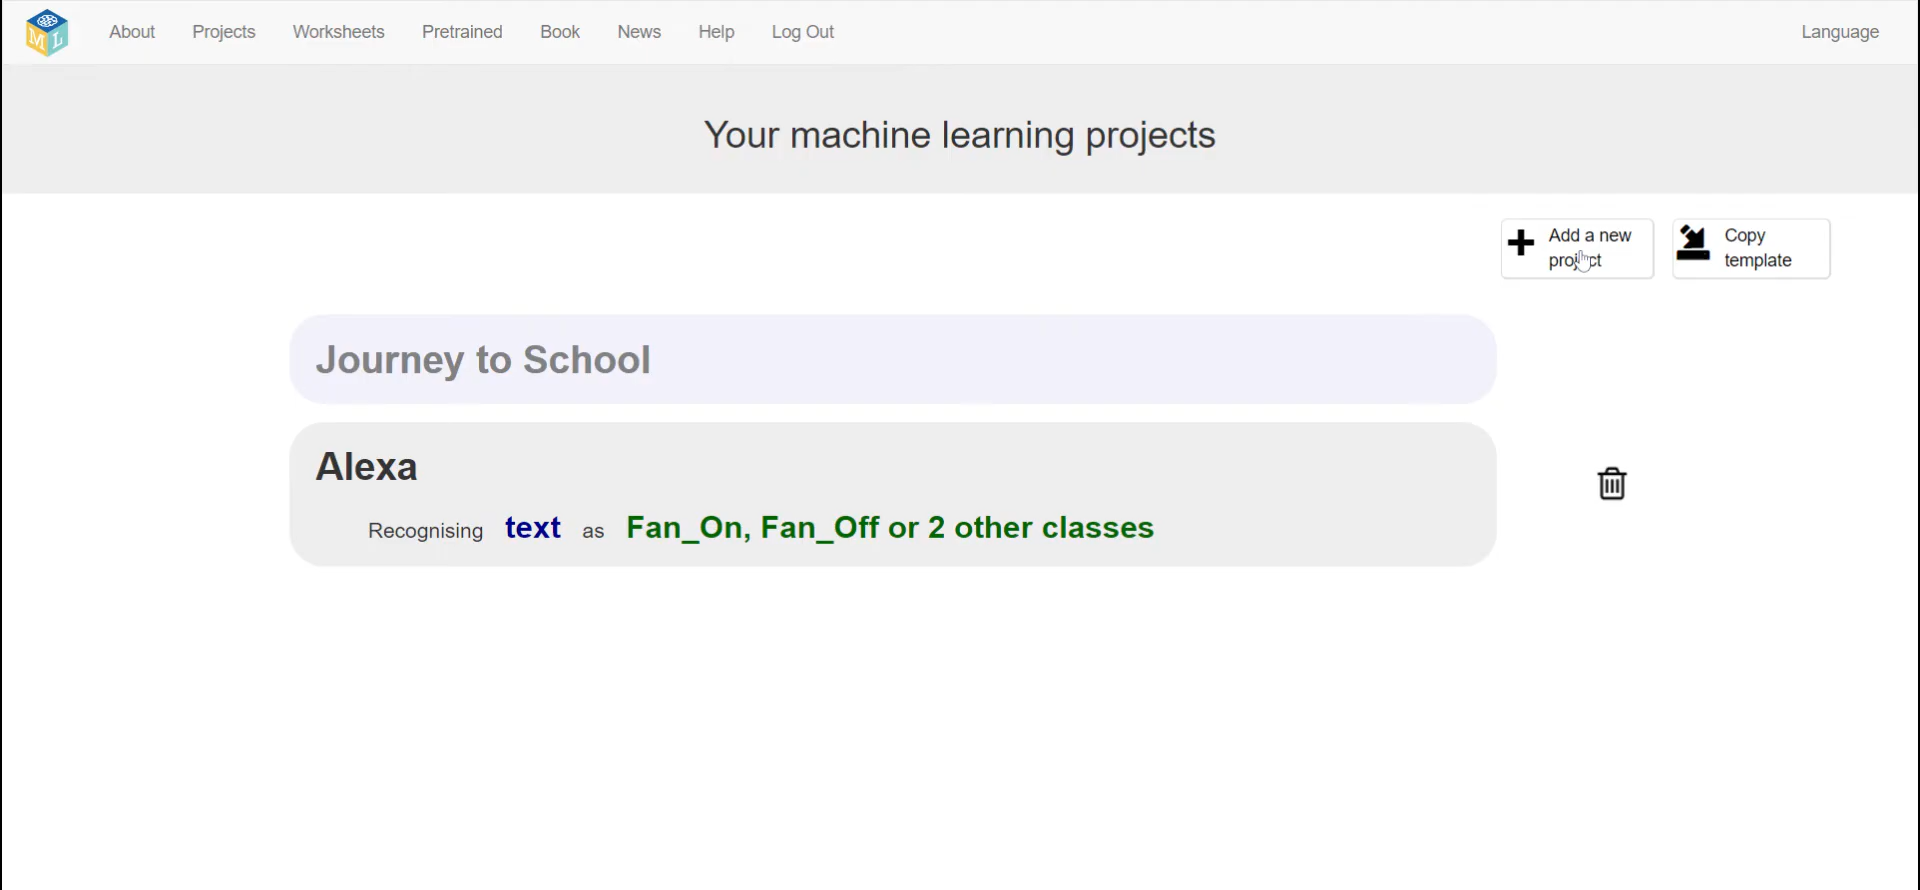 M L
About Projects Worksheets Pretrained Book News Help Log Out Language
Your machine learning projects
Add a new
project
Copy
template
Journey to School
Alexa
Recognising text as Fan_On, Fan_Off or 2 other classes